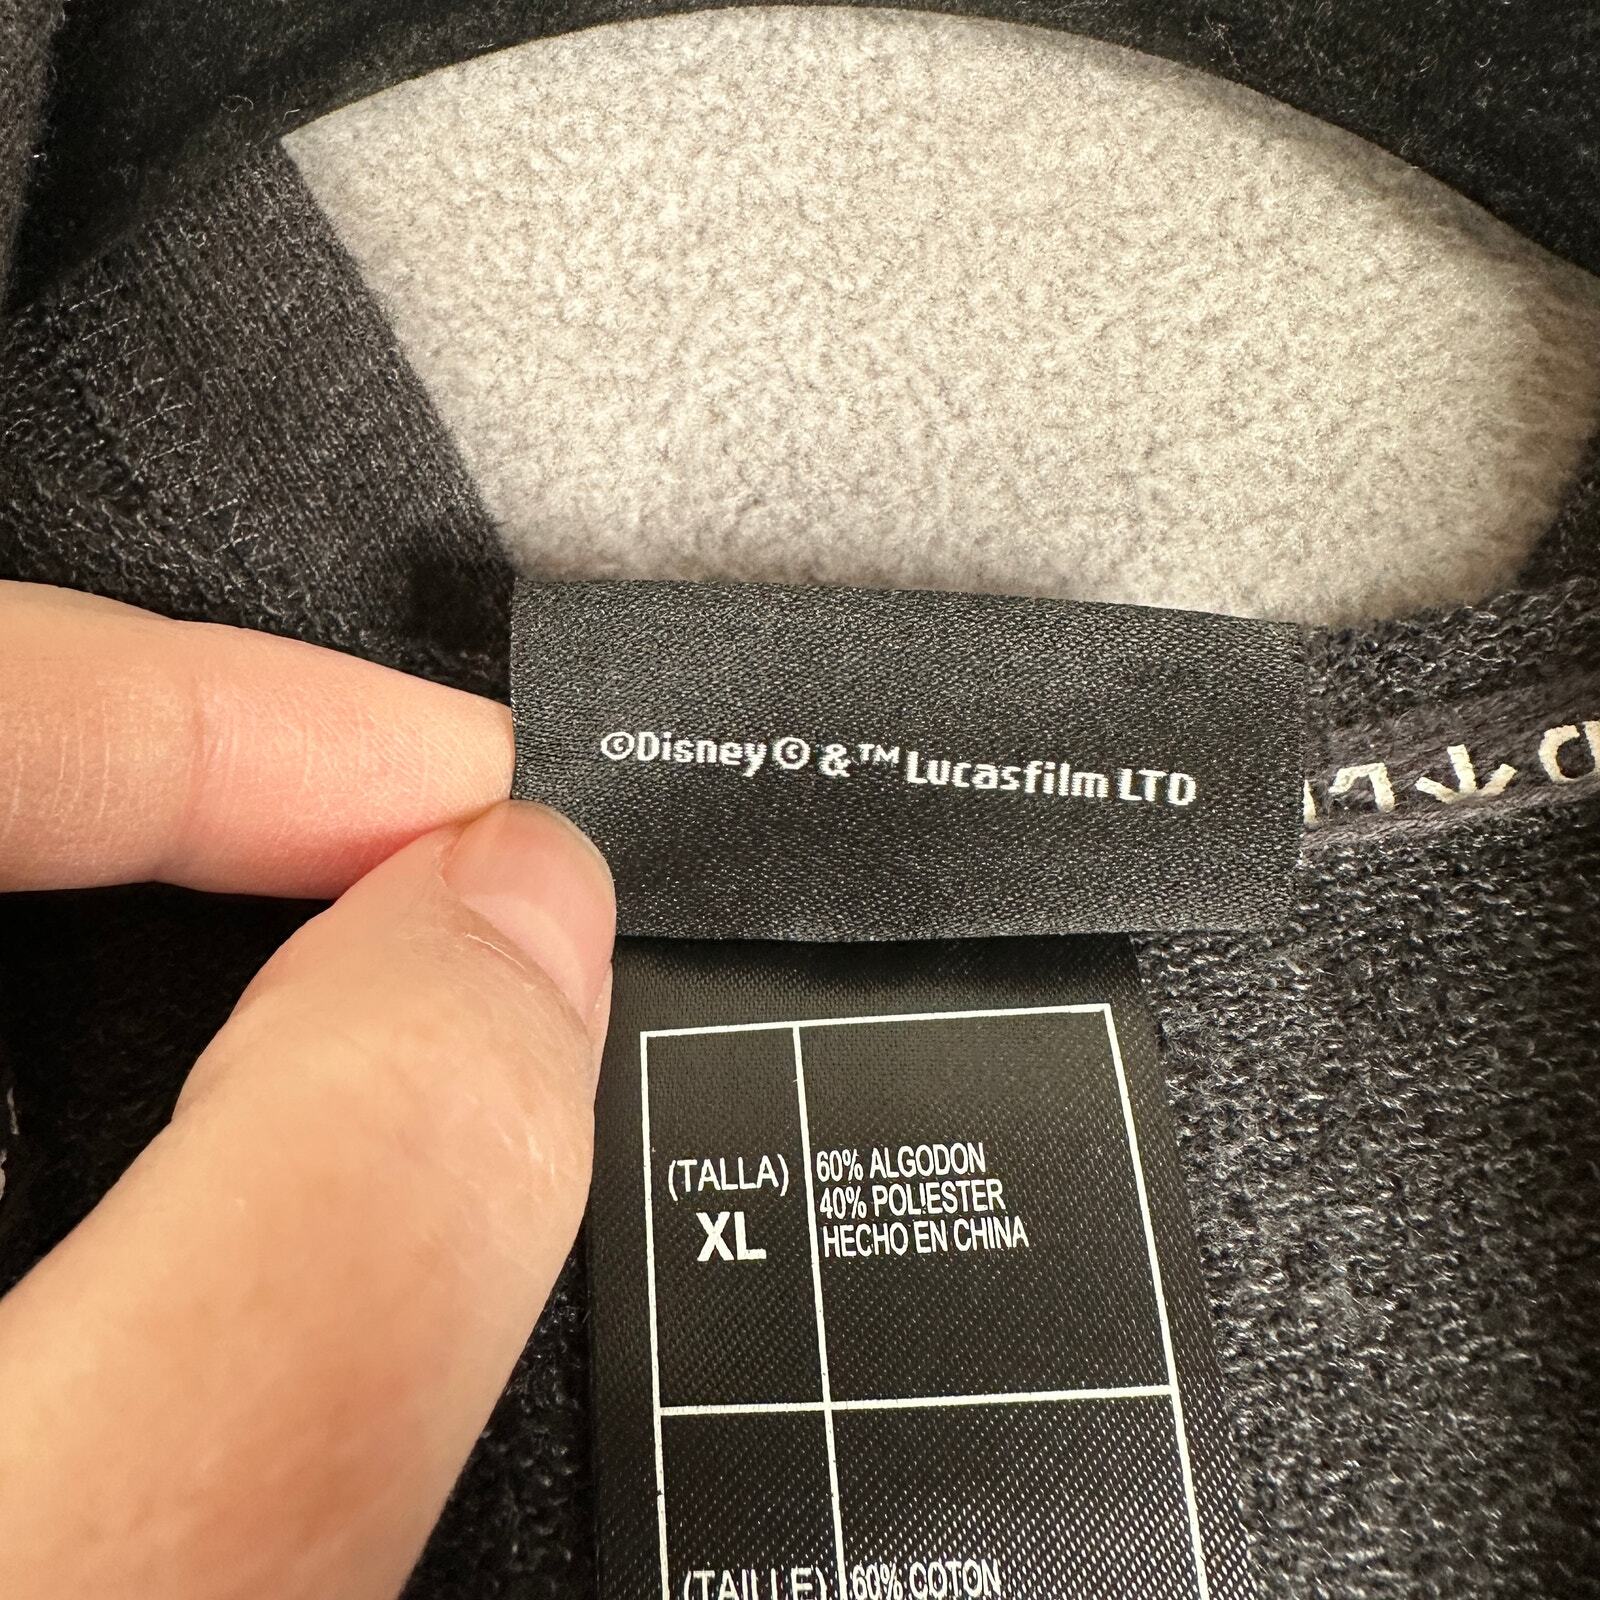 ©Disney © & ™ Lucasfilm LTD
(TALLA)
XL
60% ALGODON
40% POLIESTER
HECHO EN CHINA
(TAILLE)
60% COTON